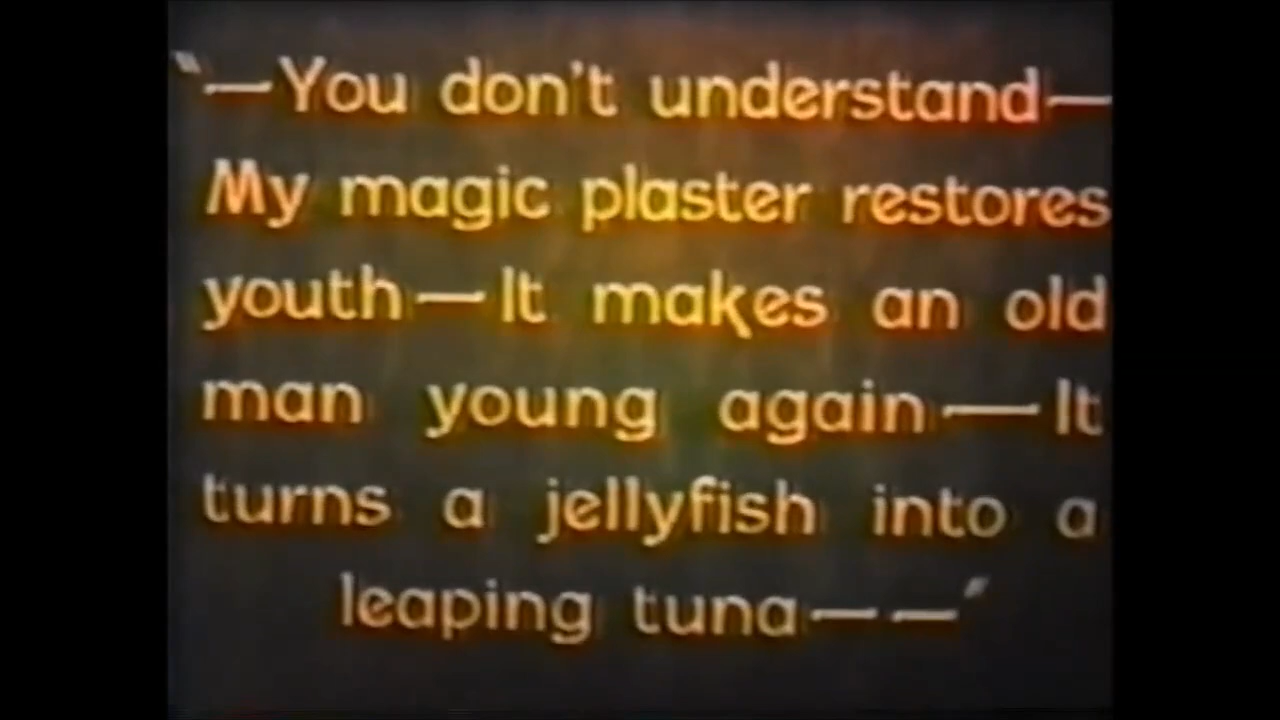 "—You don't understand—
My magic plaster restores
youth—It makes an old
man young again—It
turns a jellyfish into a
leaping tuna——"